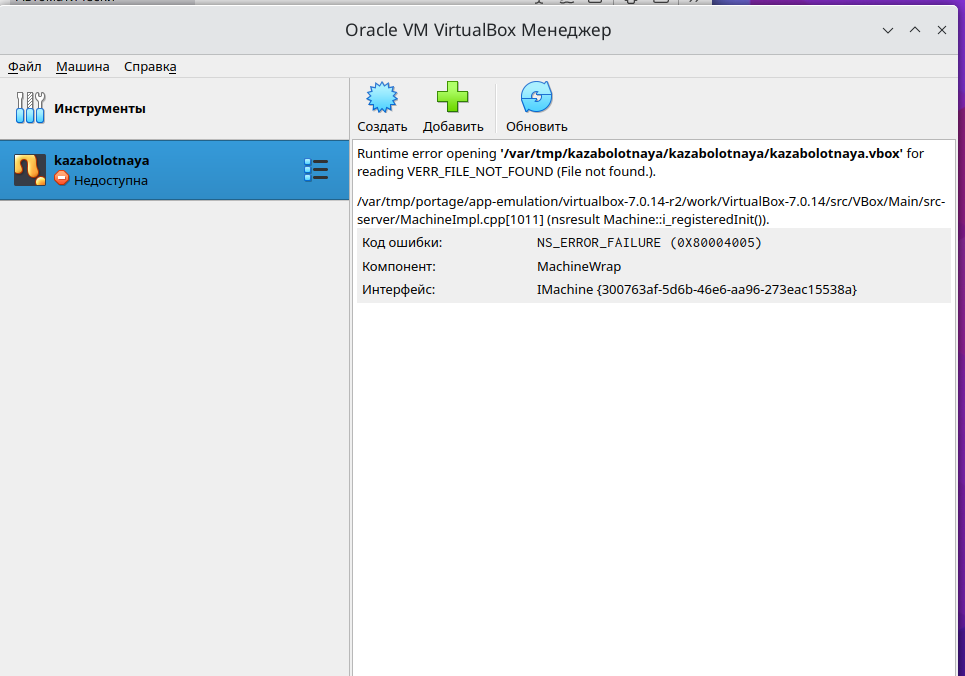 Oracle VM VirtualBox Менеджер
Файл Машина Справка
Инструменты
kazabolotnaya
Недоступна
Создать Добавить Обновить
Runtime error opening '/var/tmp/kazabolotnaya/kazabolotnaya/kazabolotnaya.vbox' for
reading VERR_FILE_NOT_FOUND (File not found.).
/var/tmp/portage/app-emulation/virtualbox-7.0.14-r2/work/VirtualBox-7.0.14/src/VBox/Main/src-
server/MachineImpl.cpp[1011] (nsresult Machine::i_registeredInit()).
Код ошибки: NS_ERROR_FAILURE (0X80004005)
Компонент: MachineWrap
Интерфейс: IMachine {300763af-5d6b-46e6-aa96-273eac15538a}